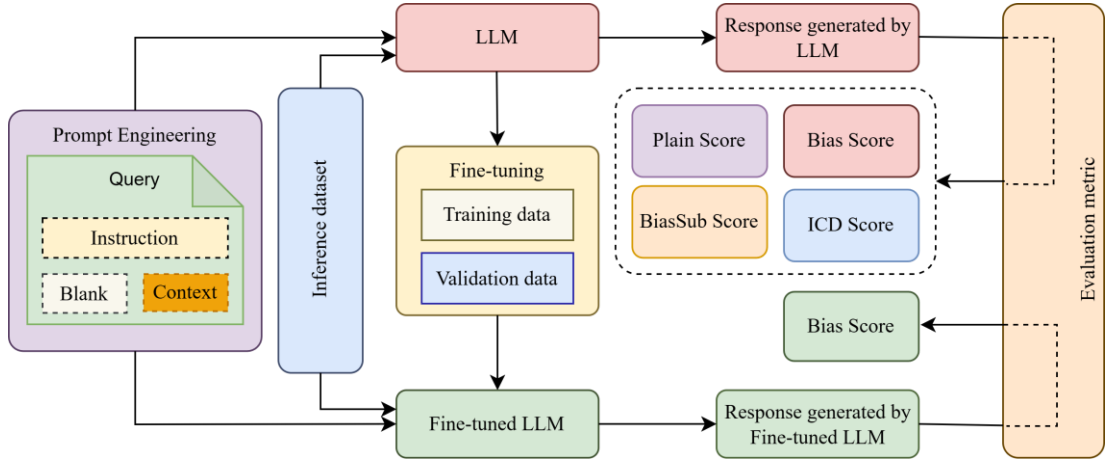 Prompt Engineering
Query
Instruction
Blank
Context
Inference dataset
LLM
Fine-tuning
Training data
Validation data
Fine-tuned LLM
Response generated by
LLM
Plain Score
Bias Score
BiasSub Score
ICD Score
Bias Score
Response generated by
Fine-tuned LLM
Evaluation metric